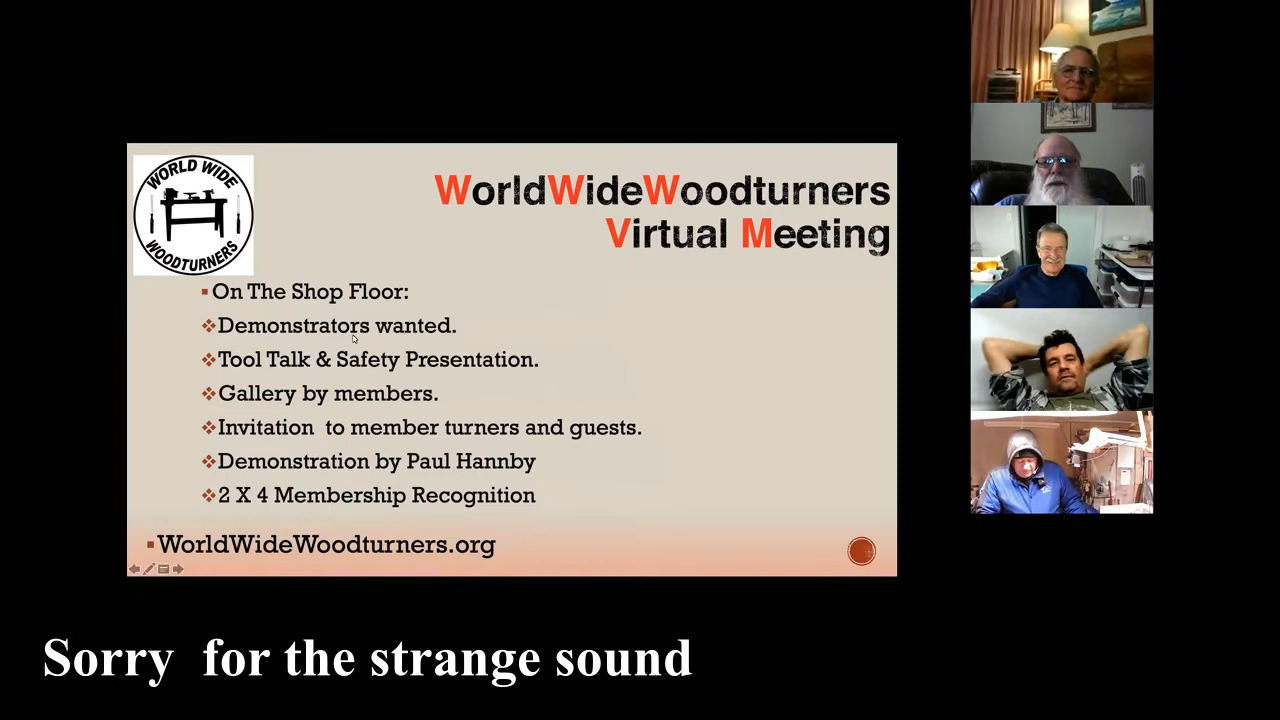 WORLD WIDE
WOODTURNERS
WorldWideWoodturners
Virtual Meeting
On The Shop Floor:
Demonstrators wanted.
Tool Talk & Safety Presentation.
Gallery by members.
Invitation  to member turners and guests.
Demonstration by Paul Hannby
2 X 4 Membership Recognition
WorldWideWoodturners.org
Sorry  for the strange sound